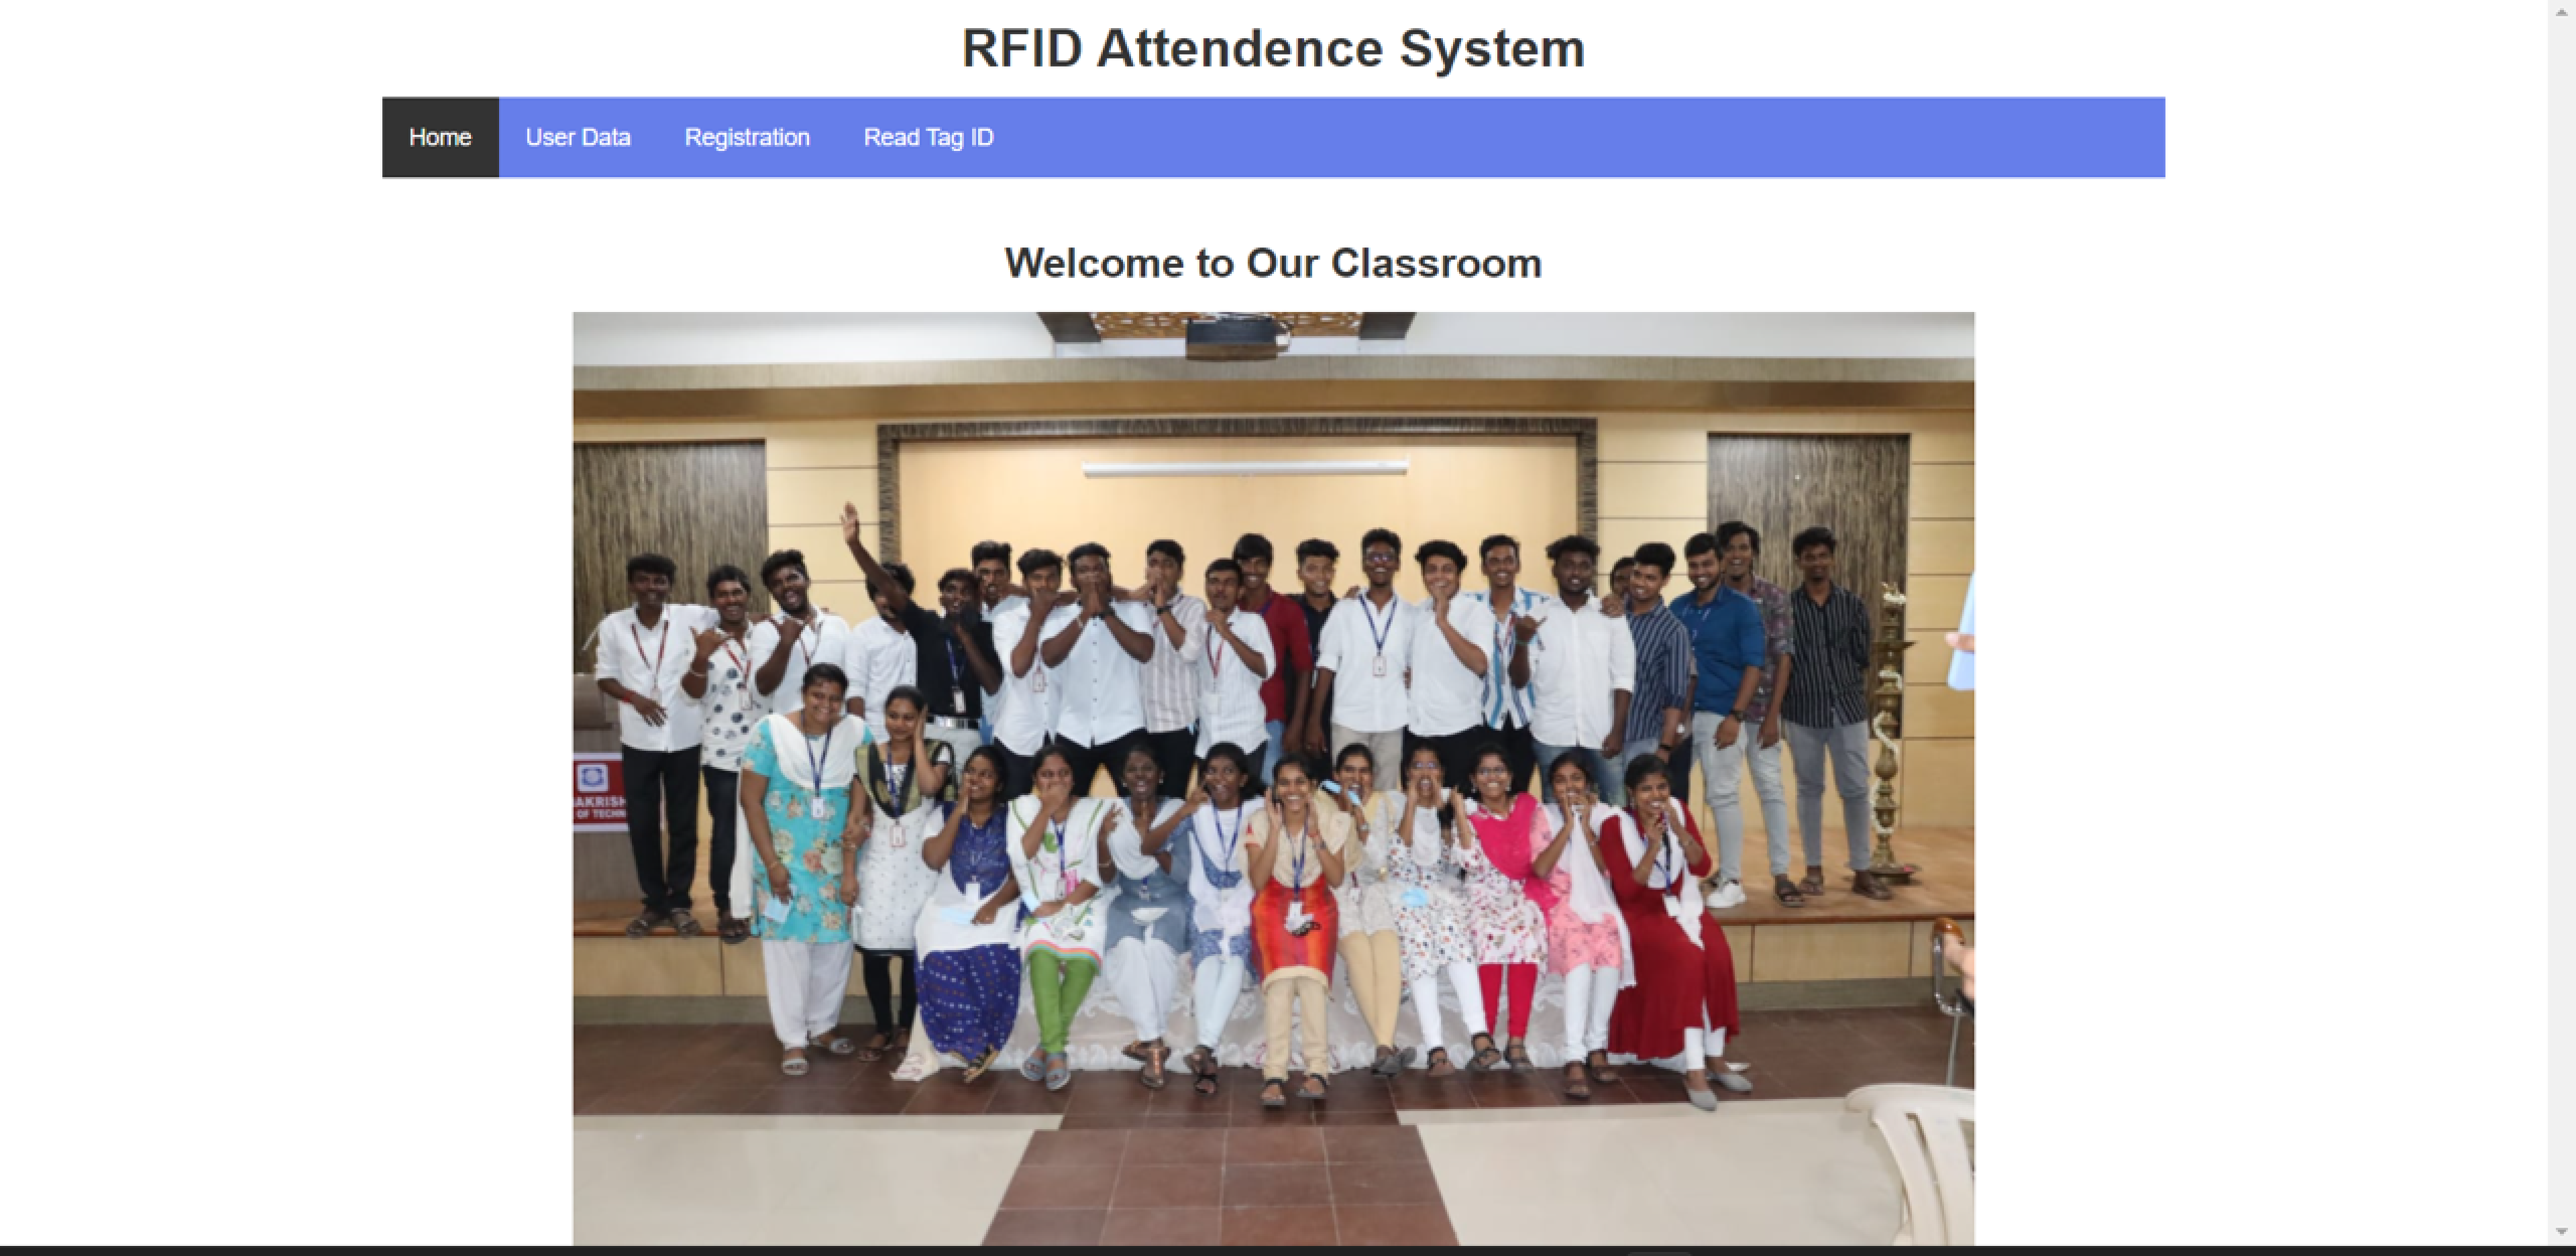 RFID Attendence System
Home User Data Registration Read Tag ID
Welcome to Our Classroom
AKRISH
OF TECHN